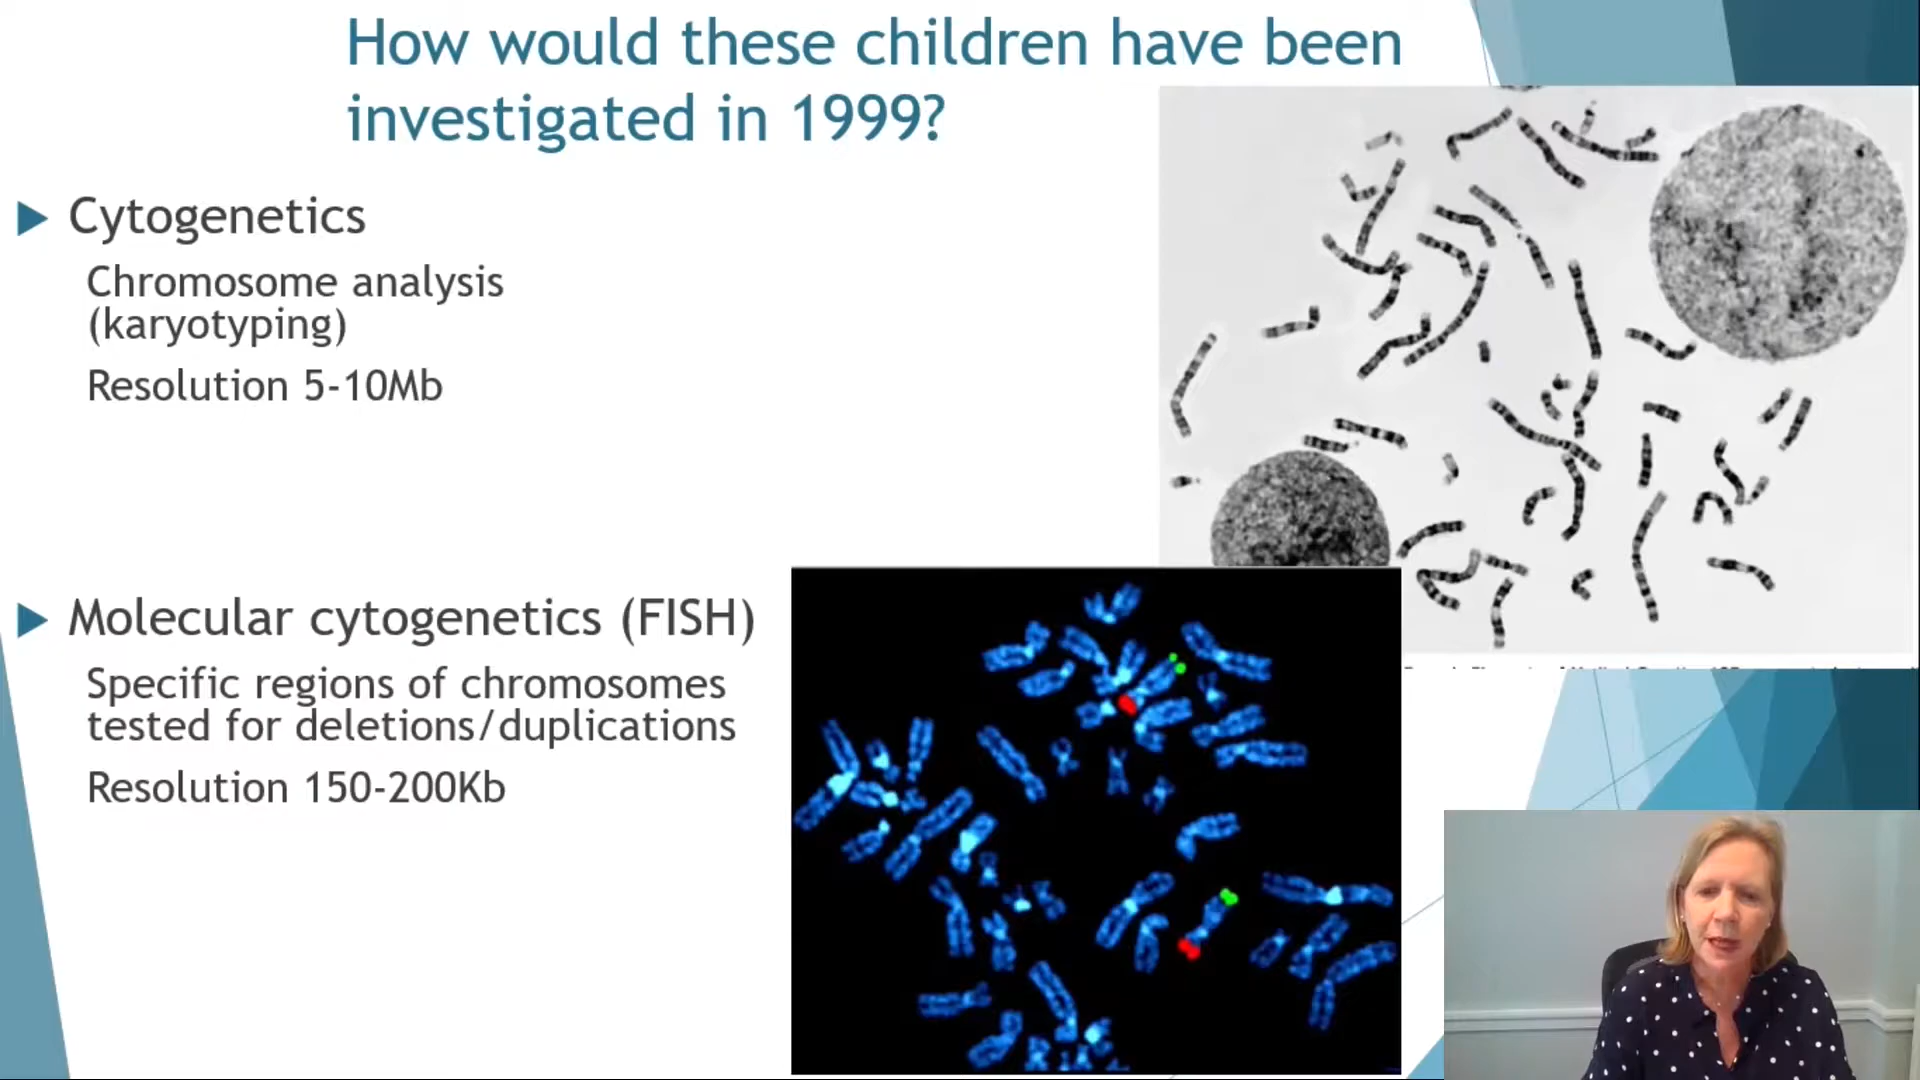 How would these children have been
investigated in 1999?
Cytogenetics
Chromosome analysis
(karyotyping)
Resolution 5-10Mb
Molecular cytogenetics (FISH)
Specific regions of chromosomes
tested for deletions/duplications
Resolution 150-200Kb